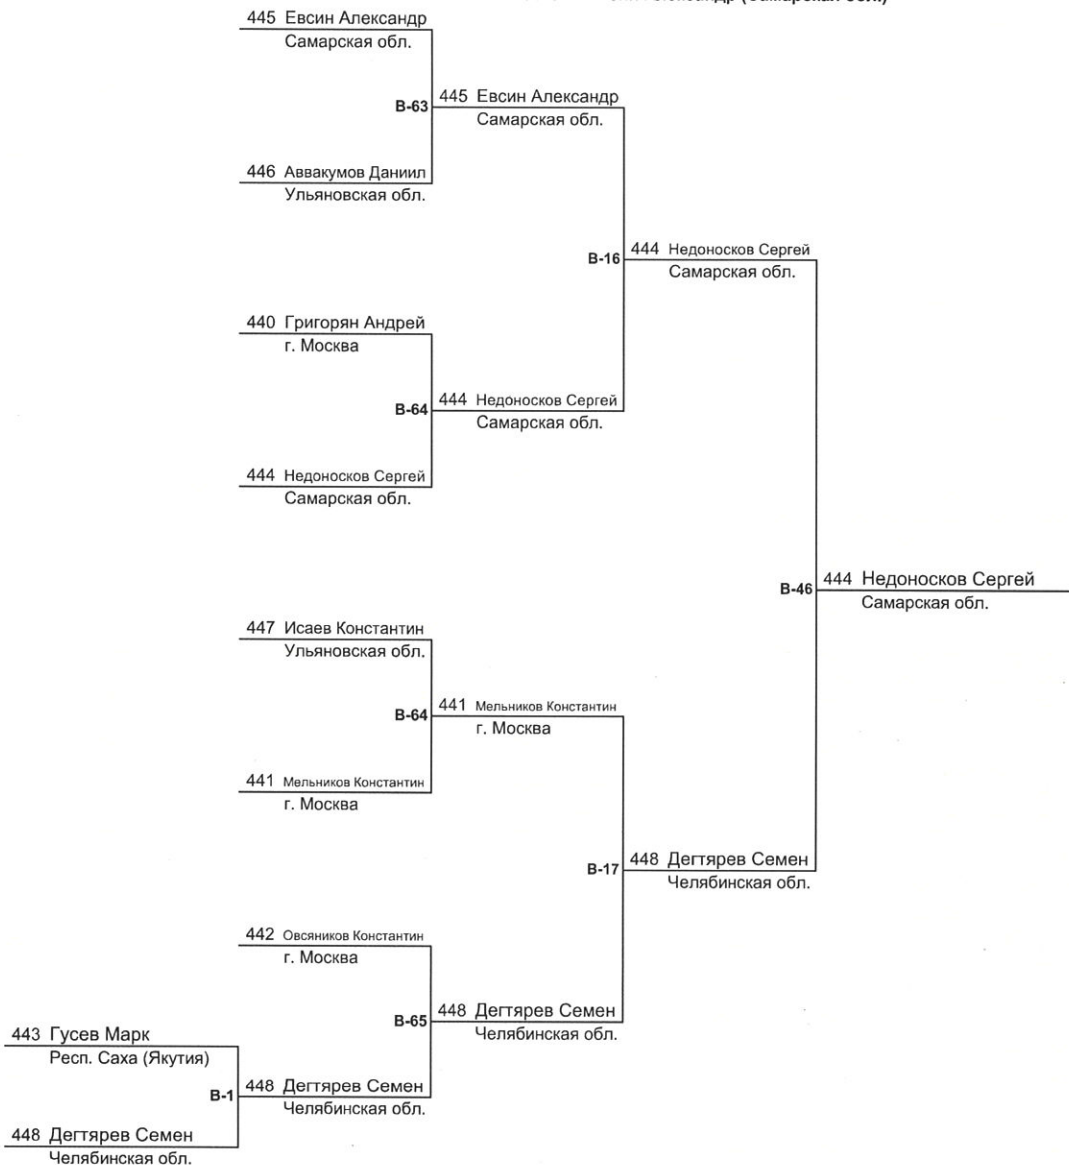 (Самарская обл.)
445 Евсин Александр
Самарская обл.
B-63
445 Евсин Александр
Самарская обл.
446 Аввакумов Даниил
Ульяновская обл.
B-16
444 Недоносков Сергей
Самарская обл.
440 Григорян Андрей
г. Москва
B-64
444 Недоносков Сергей
Самарская обл.
444 Недоносков Сергей
Самарская обл.
B-46
444 Недоносков Сергей
Самарская обл.
447 Исаев Константин
Ульяновская обл.
B-64
441 Мельников Константин
г. Москва
441 Мельников Константин
г. Москва
B-17
448 Дегтярев Семен
Челябинская обл.
442 Овсяников Константин
г. Москва
B-65
448 Дегтярев Семен
Челябинская обл.
443 Гусев Марк
Респ. Саха (Якутия)
B-1
448 Дегтярев Семен
Челябинская обл.
448 Дегтярев Семен
Челябинская обл.